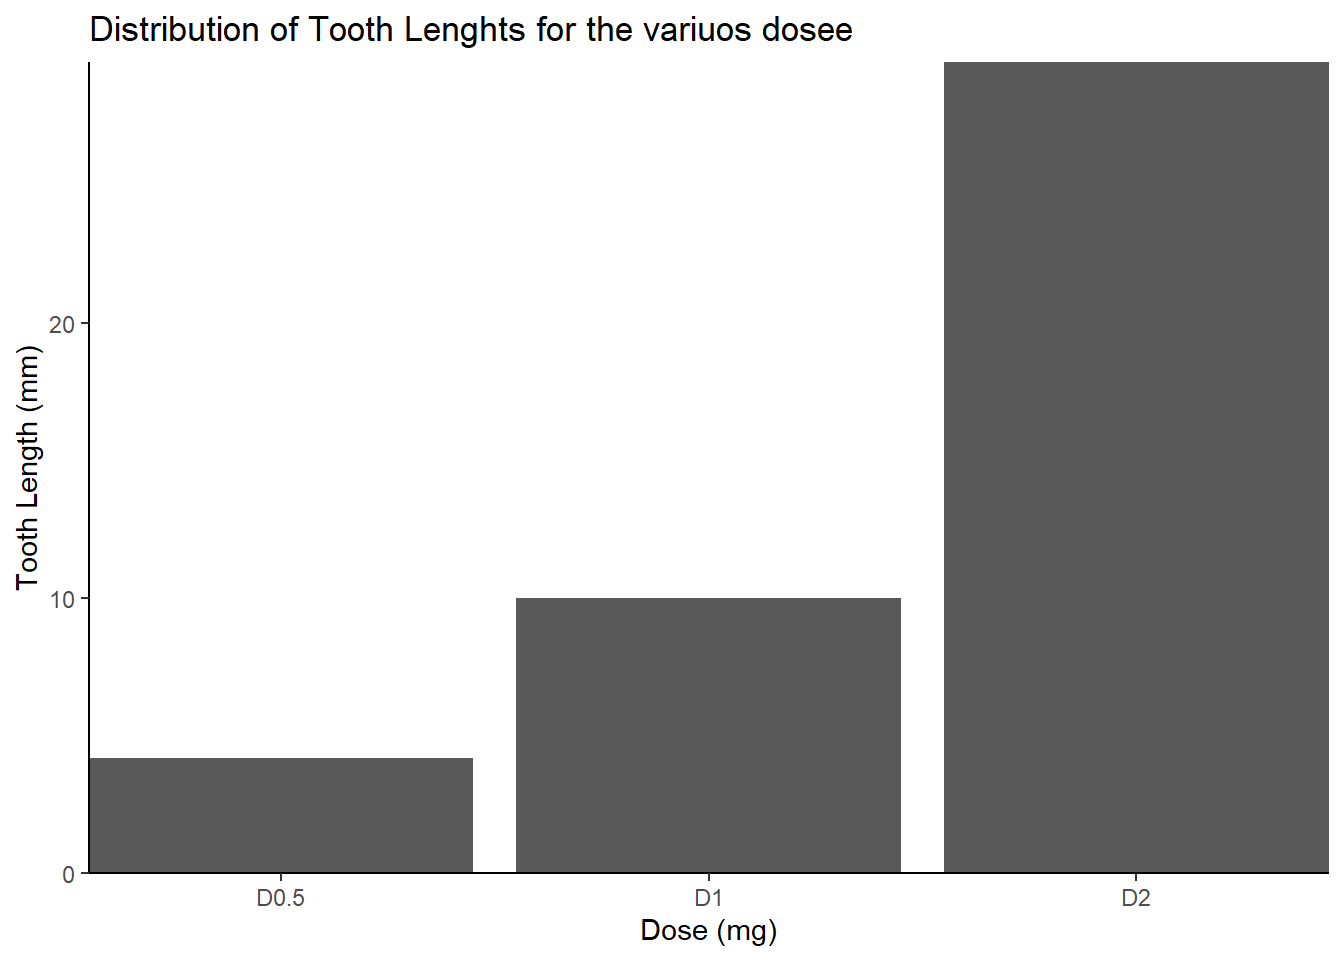 Distribution of Tooth Lenghts for the variuos dosee
20
10
0
Tooth Length (mm)
D0.5
D1
D2
Dose (mg)